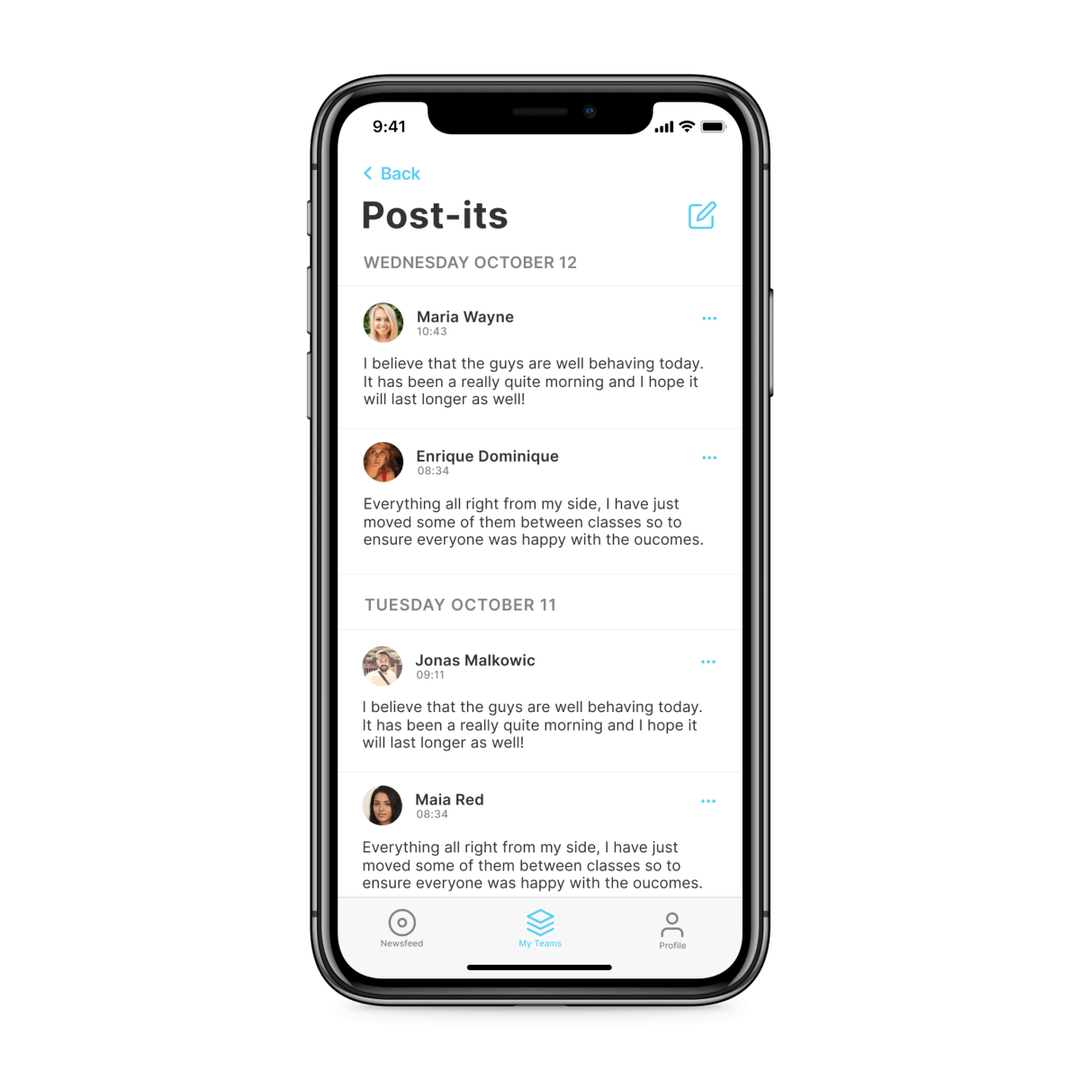 9:41
Back
Post-its
WEDNESDAY OCTOBER 12
Maria Wayne
10:43
I believe that the guys are well behaving today.
It has been a really quite morning and I hope it
will last longer as well!
Enrique Dominique
08:34
Everything all right from my side, I have just
moved some of them between classes so to
ensure everyone was happy with the oucomes.
TUESDAY OCTOBER 11
Jonas Malkowic
09:11
I believe that the guys are well behaving today.
It has been a really quite morning and I hope it
will last longer as well!
Maia Red
08:34
Everything all right from my side, I have just
moved some of them between classes so to
ensure everyone was happy with the oucomes.
Newsfeed
My Teams
Profile